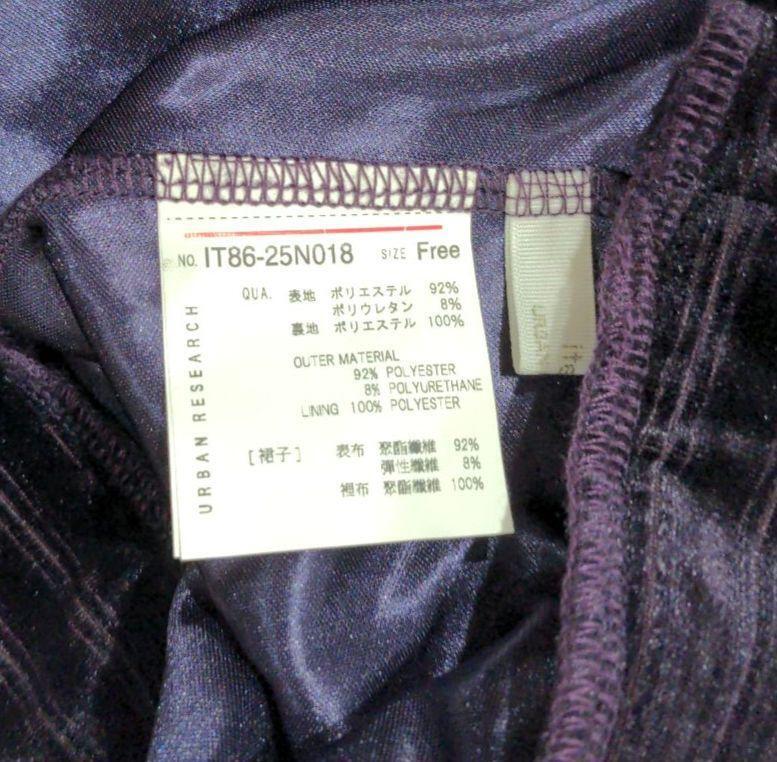 NO. IT86-25N018 SIZE Free
QUA. 表地 ポリエステル 92%
ポリウレタン 8%
裏地 ポリエステル 100%
OUTER MATERIAL
92% POLYESTER
8% POLYURETHANE
LINING 100% POLYESTER
[裙子] 表布 聚酯纖維 92%
彈性纖維 8%
裡布 聚酯纖維 100%
URBAN RESEARCH